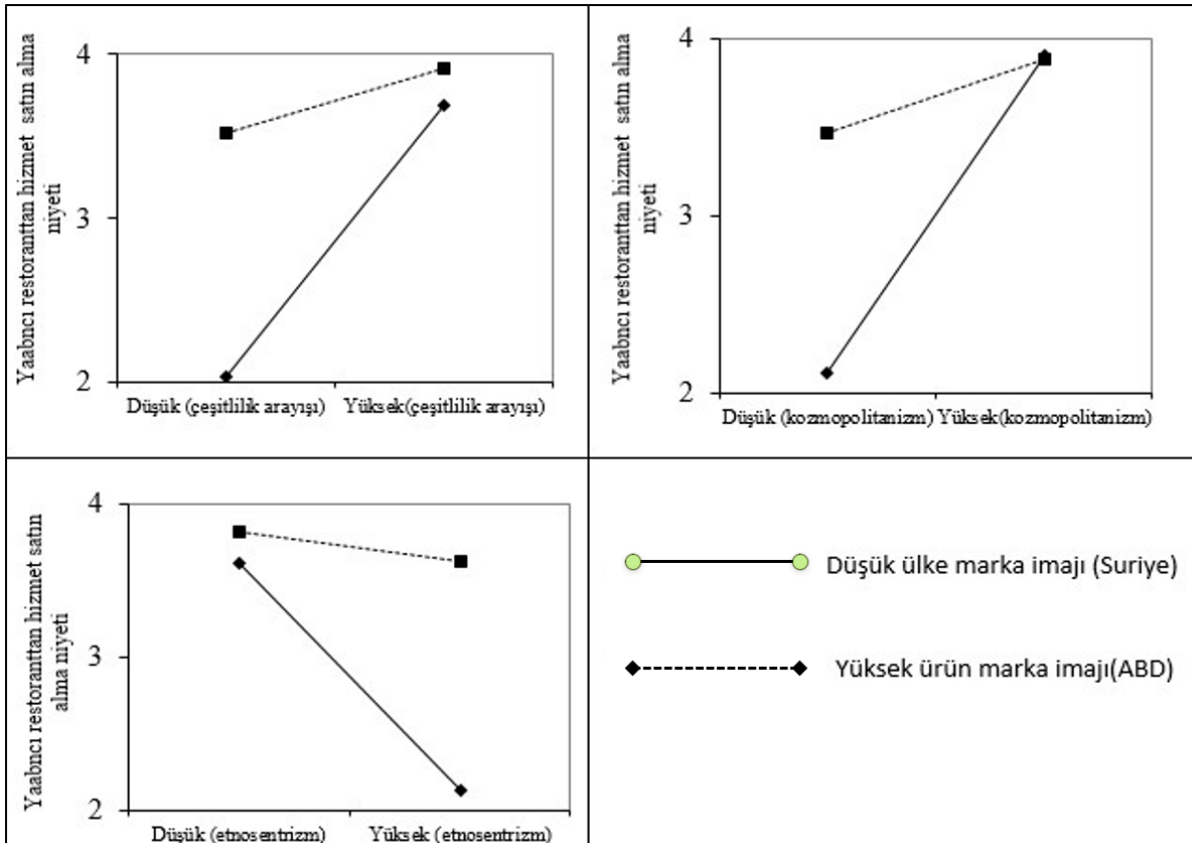 Yaabncı restoranttan hizmet satın alma
niyeti
4
3
2
Düşük (çeşitlilik arayışı) Yüksek(çeşitlilik arayışı)
Yaabncı restoranttan hizmet satın alma
niyeti
4
3
2
Düşük (kozmopolitanizm) Yüksek(kozmopolitanizm)
Yaabncı restoranttan hizmet satın
alma niyeti
4
3
2
Düşük (etnosentrizm) Yüksek (etnosentrizm)
Düşük ülke marka imajı (Suriye)
Yüksek ürün marka imajı(ABD)